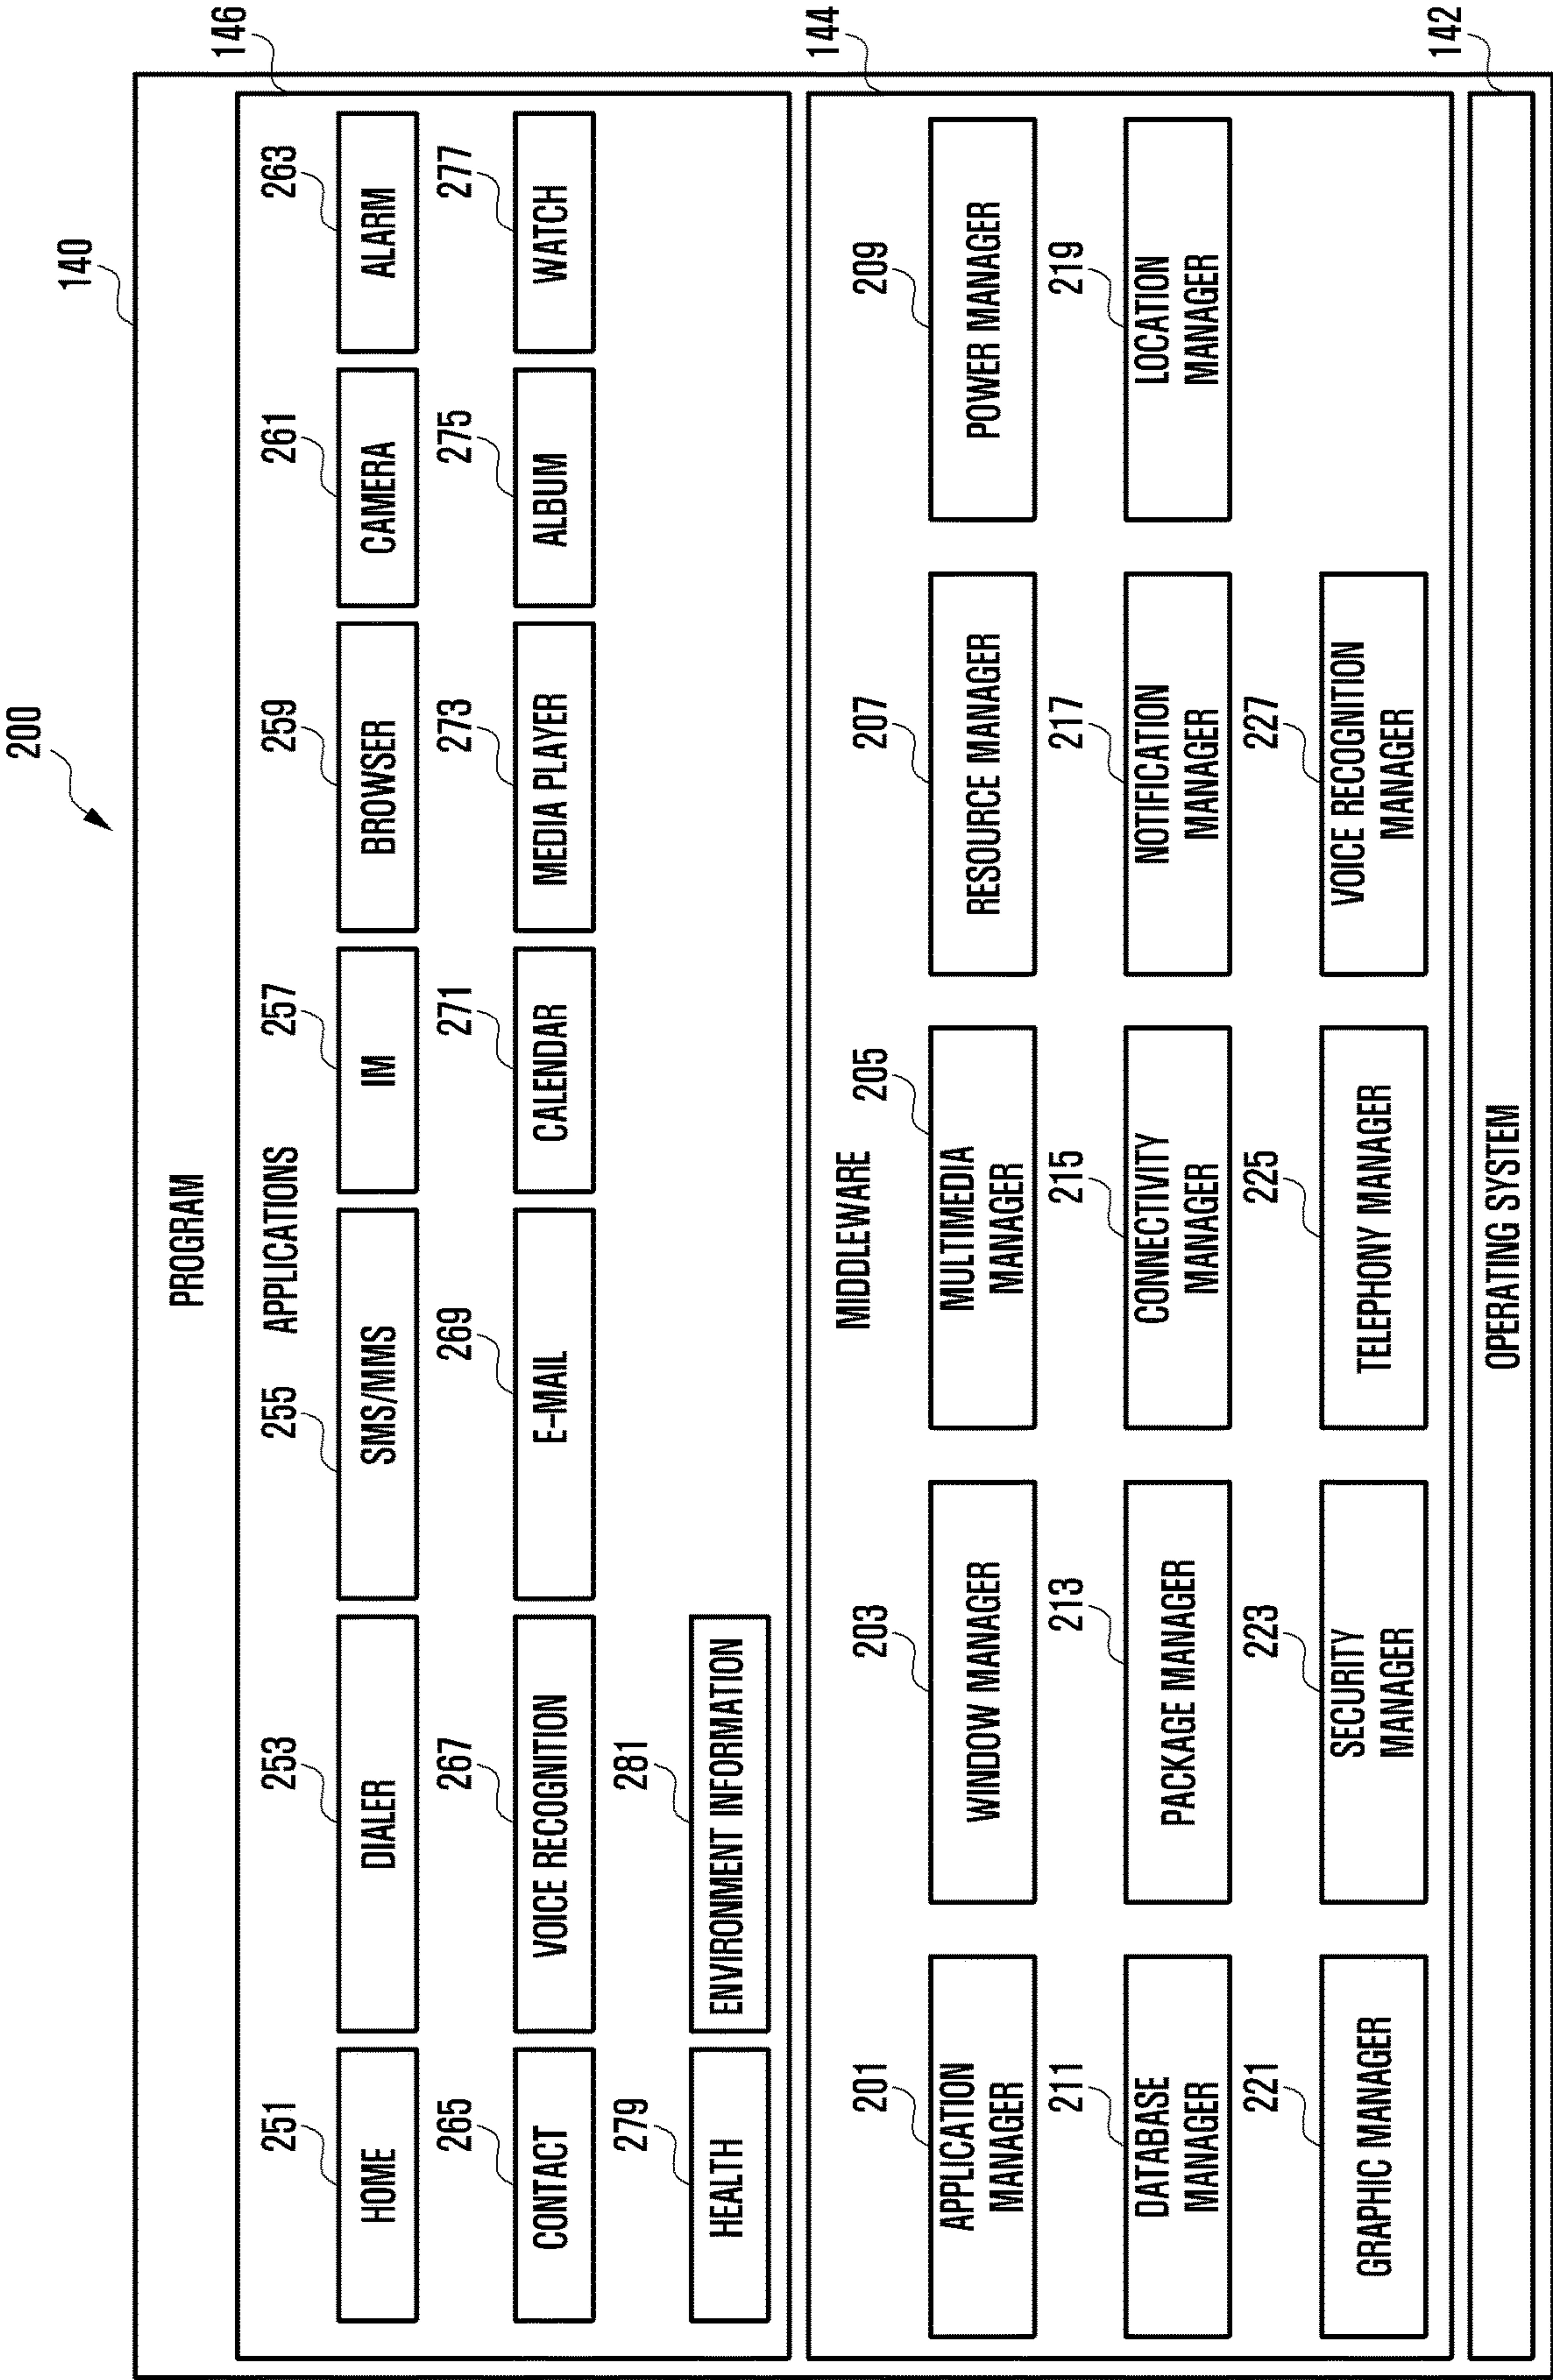 200
140
PROGRAM
146
APPLICATIONS
251
253
255
257
259
261
263
HOME
DIALER
SMS/MMS
IM
BROWSER
CAMERA
ALARM
265
267
269
271
273
275
277
CONTACT
VOICE RECOGNITION
E-MAIL
CALENDAR
MEDIA PLAYER
ALBUM
WATCH
279
281
HEALTH
ENVIRONMENT INFORMATION
144
MIDDLEWARE
201
203
205
207
209
APPLICATION
MANAGER
WINDOW MANAGER
MULTIMEDIA
MANAGER
RESOURCE MANAGER
POWER MANAGER
211
213
215
217
219
DATABASE
MANAGER
PACKAGE MANAGER
CONNECTIVITY
MANAGER
NOTIFICATION
MANAGER
LOCATION
MANAGER
221
223
225
227
GRAPHIC MANAGER
SECURITY
MANAGER
TELEPHONY MANAGER
VOICE RECOGNITION
MANAGER
142
OPERATING SYSTEM